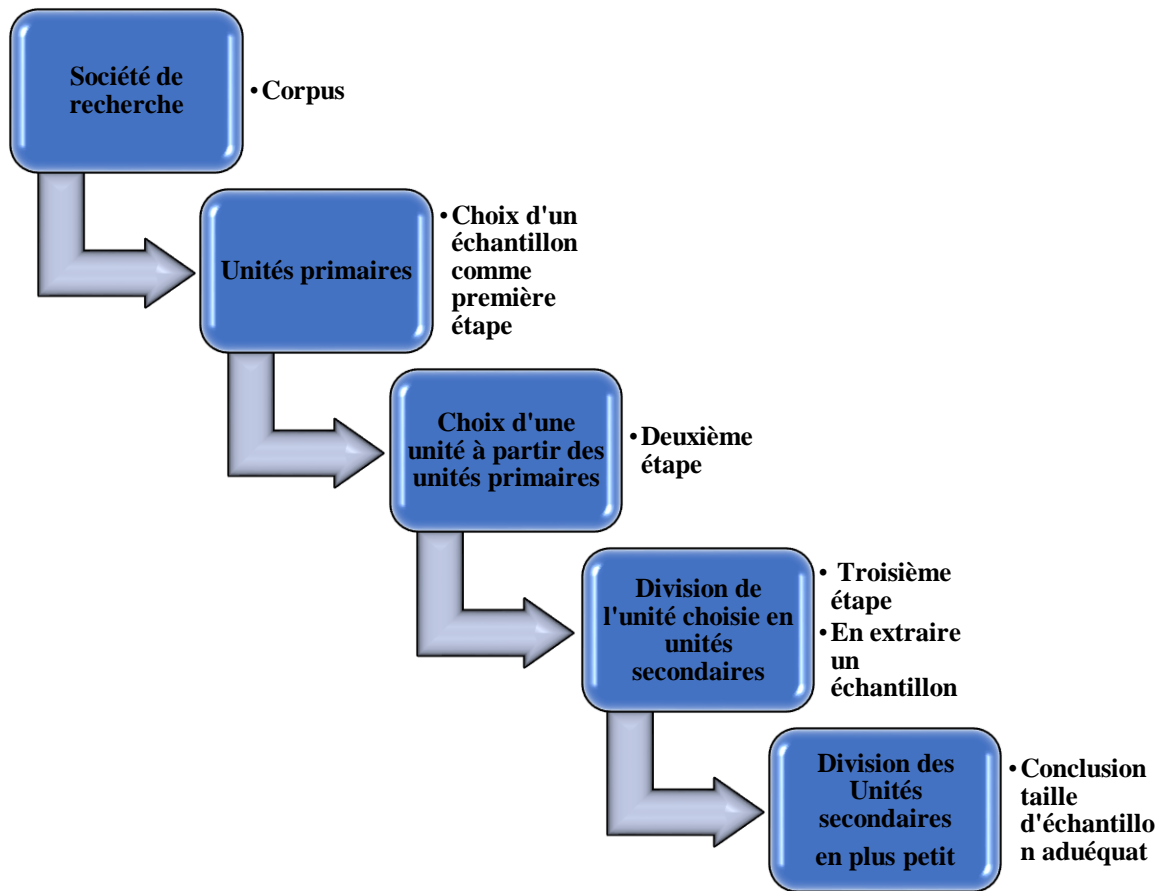 Société de
recherche
• Corpus
Unités primaires
• Choix d'un
échantillon
comme
première
étape
Choix d'une
unité à partir des
unités primaires
• Deuxième
étape
Division de
l'unité choisie en
unités
secondaires
• Troisième
étape
• En extraire
un
échantillon
Division des
Unités
secondaires
en plus petit
• Conclusion
taille
d'échantillo
n aduéquat